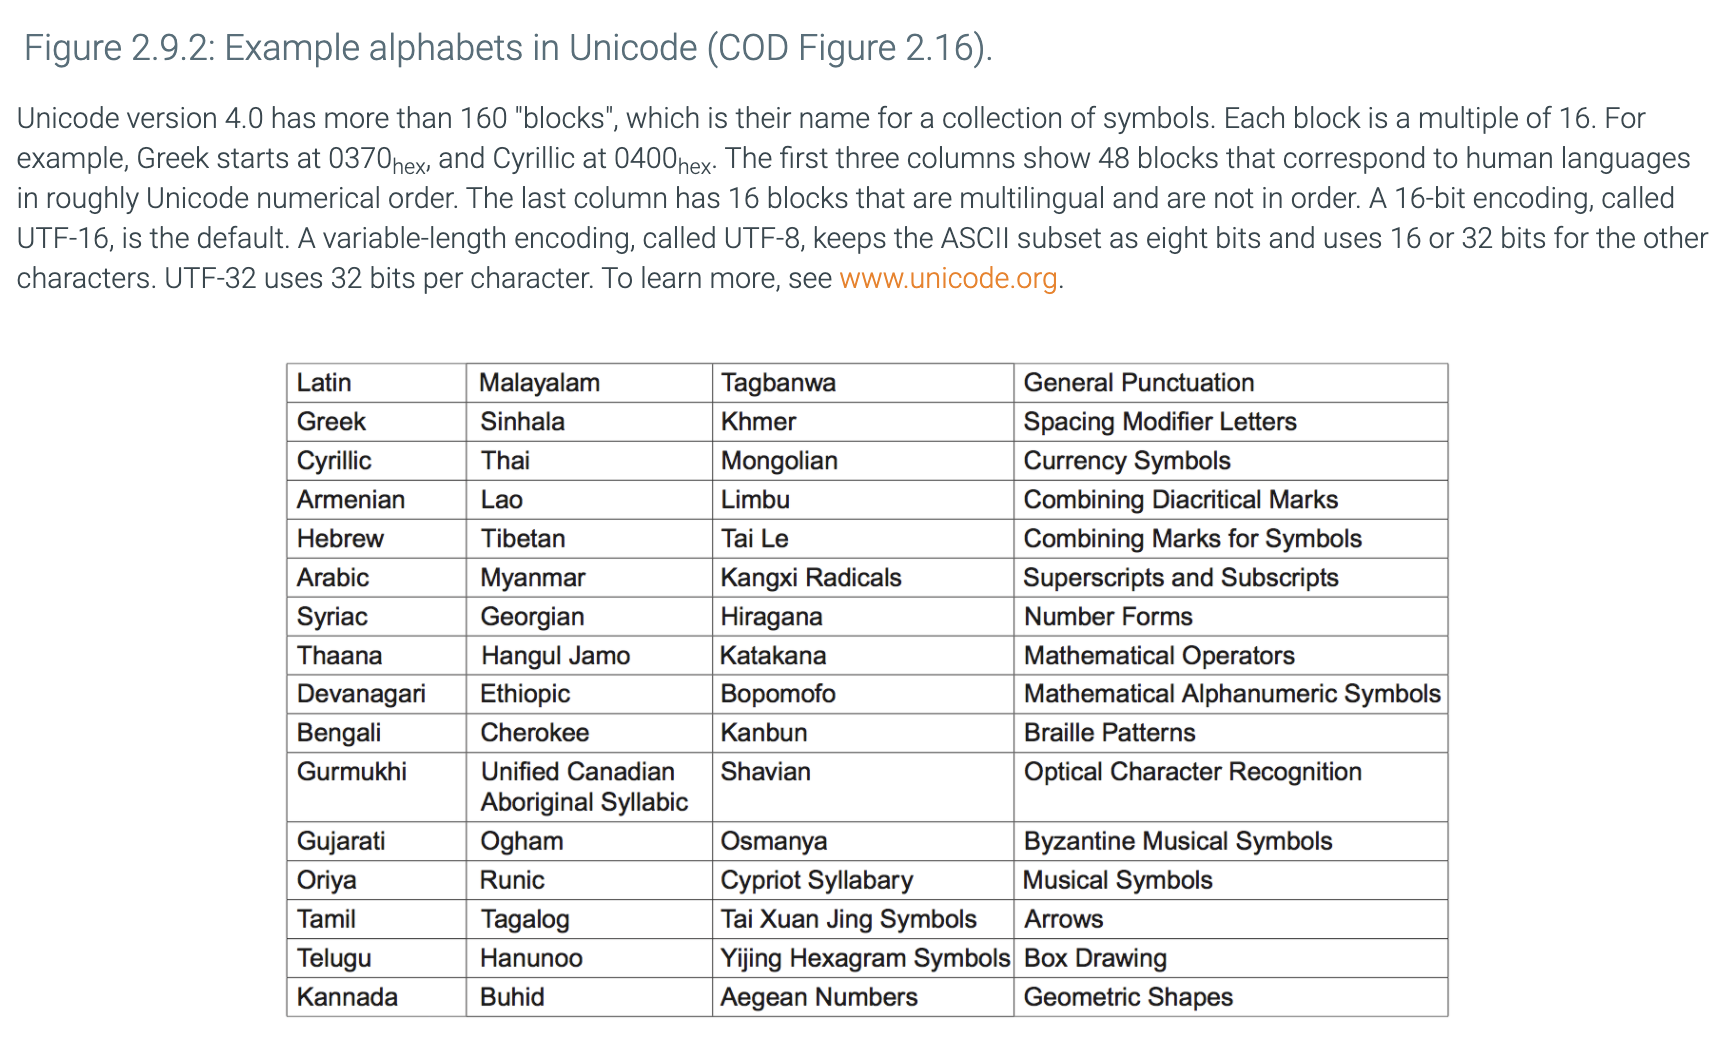 Figure 2.9.2: Example alphabets in Unicode (COD Figure 2.16).
Unicode version 4.0 has more than 160 "blocks", which is their name for a collection of symbols. Each block is a multiple of 16. For
example, Greek starts at 0370hex, and Cyrillic at 0400hex. The first three columns show 48 blocks that correspond to human languages
in roughly Unicode numerical order. The last column has 16 blocks that are multilingual and are not in order. A 16-bit encoding, called
UTF-16, is the default. A variable-length encoding, called UTF-8, keeps the ASCII subset as eight bits and uses 16 or 32 bits for the other
characters. UTF-32 uses 32 bits per character. To learn more, see www.unicode.org.
Latin Malayalam Tagbanwa General Punctuation
Greek Sinhala Khmer Spacing Modifier Letters
Cyrillic Thai Mongolian Currency Symbols
Armenian Lao Limbu Combining Diacritical Marks
Hebrew Tibetan Tai Le Combining Marks for Symbols
Arabic Myanmar Kangxi Radicals Superscripts and Subscripts
Syriac Georgian Hiragana Number Forms
Thaana Hangul Jamo Katakana Mathematical Operators
Devanagari Ethiopic Bopomofo Mathematical Alphanumeric Symbols
Bengali Cherokee Kanbun Braille Patterns
Gurmukhi Unified Canadian Shavian Optical Character Recognition
Aboriginal Syllabic
Gujarati Ogham Osmanya Byzantine Musical Symbols
Oriya Runic Cypriot Syllabary Musical Symbols
Tamil Tagalog Tai Xuan Jing Symbols Arrows
Telugu Hanunoo Yijing Hexagram Symbols Box Drawing
Kannada Buhid Aegean Numbers Geometric Shapes